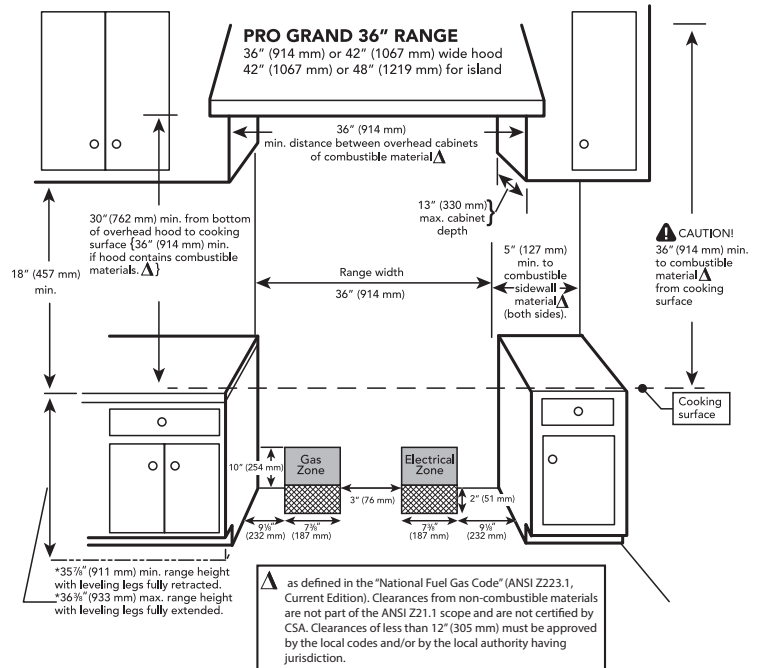 PRO GRAND 36" RANGE
36" (914 mm) or 42" (1067 mm) wide hood
42" (1067 mm) or 48" (1219 mm) for island
36" (914 mm)
min. distance between overhead cabinets
of combustible material Δ
13" (330 mm)
max. cabinet
depth
30" (762 mm) min. from bottom
of overhead hood to cooking
surface {36" (914 mm) min.
if hood contains combustible
materials. Δ}
18" (457 mm)
min.
Range width
36" (914 mm)
5" (127 mm)
min. to
combustible
sidewall
material Δ
(both sides).
CAUTION!
36" (914 mm) min.
to combustible
material Δ
from cooking
surface
Cooking
surface
10" (254 mm)
Gas
Zone
Electrical
Zone
3" (76 mm)
2" (51 mm)
9⅛"
(232 mm)
7⅜"
(187 mm)
7⅜"
(187 mm)
9⅛"
(232 mm)
*35⅞" (911 mm) min. range height
with leveling legs fully retracted.
*36¾" (933 mm) max. range height
with leveling legs fully extended.
Δ as defined in the "National Fuel Gas Code" (ANSI Z223.1,
Current Edition). Clearances from non-combustible materials
are not part of the ANSI Z21.1 scope and are not certified by
CSA. Clearances of less than 12" (305 mm) must be approved
by the local codes and/or by the local authority having
jurisdiction.